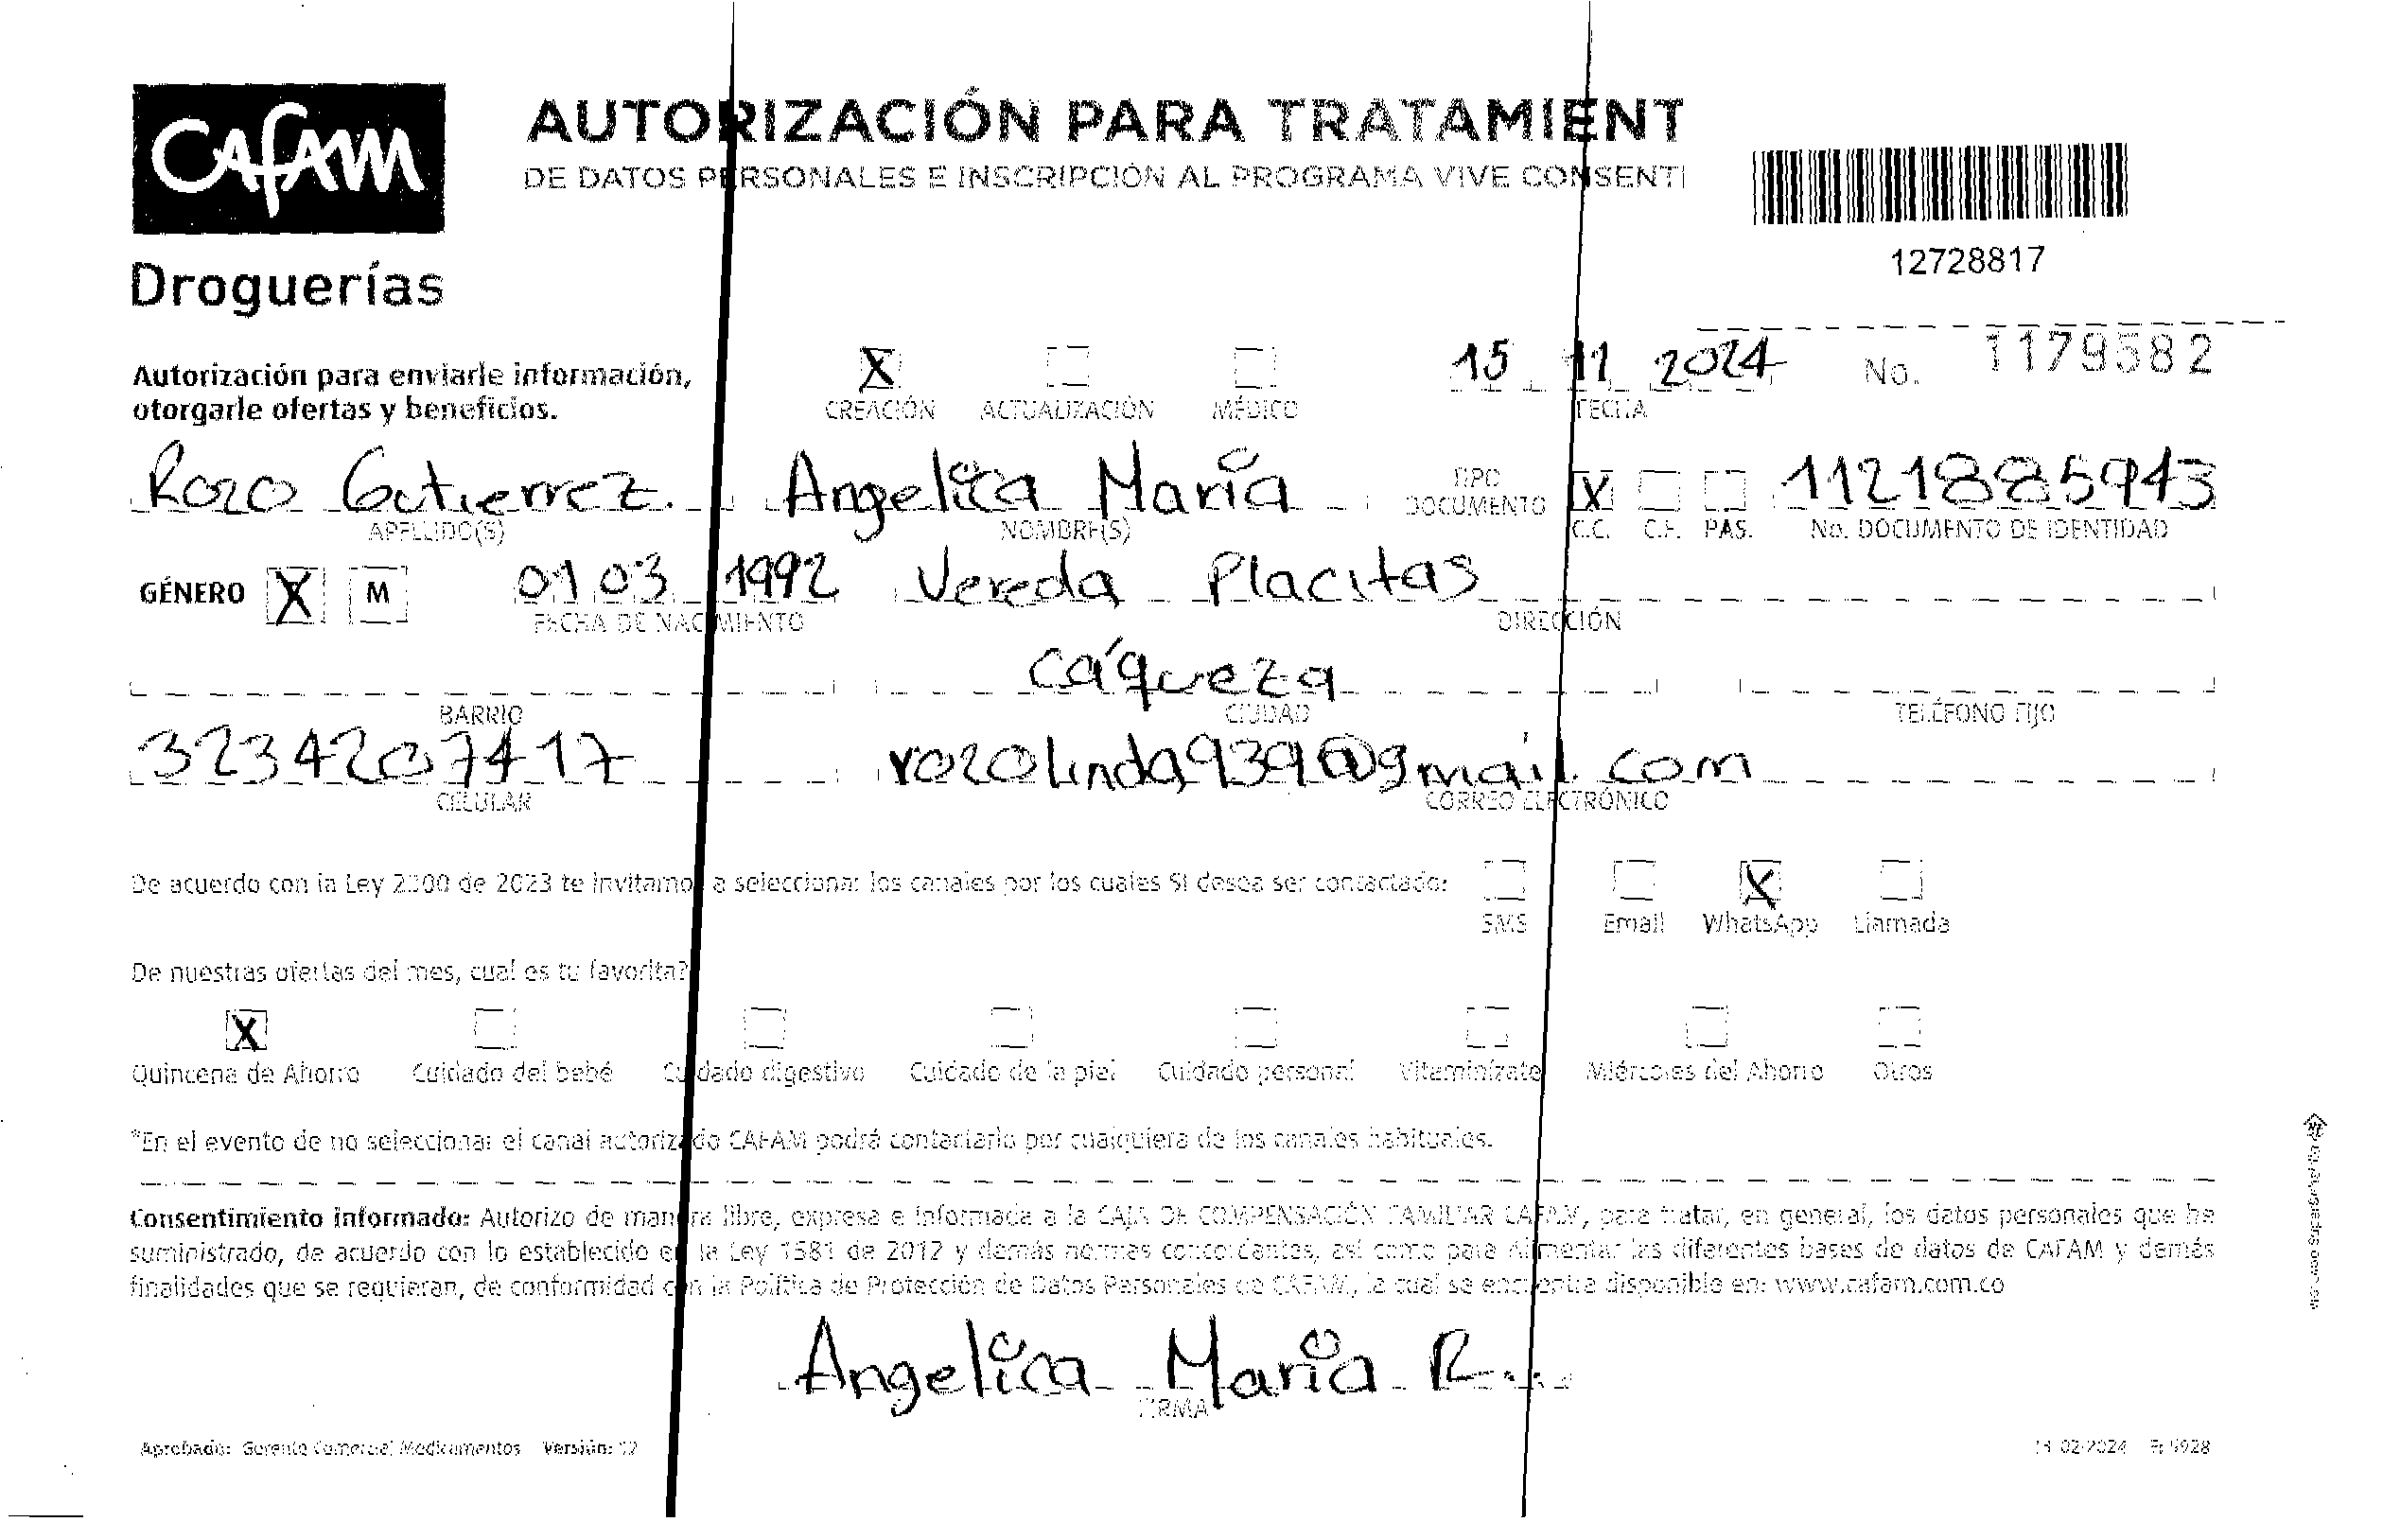 CAFAM
Droguerías
AUTORIZACIÓN PARA TRATAMIENT
DE DATOS PERSONALES E INSCRIPCIÓN AL PROGRAMA VIVE CONSENTI
12728817
Autorización para enviarle información,
otorgarle ofertas y beneficios.
X CREACIÓN ACTUALIZACIÓN MÉDICO
15 11 2024 No. 1179582
FECHA
Rozo Gutierrez. Angelica María TIPO DOCUMENTO X 1121885943
APELLIDO(S) NOMBRE(S) C.C. C.E. PAS. No. DOCUMENTO DE IDENTIDAD
GÉNERO X M 01 03 1992 Vereda Placitas
FECHA DE NACIMIENTO DIRECCIÓN
Cáqueza
BARRIO CIUDAD TELÉFONO FIJO
3234207417 rozolinda939@gmail.com
CELULAR CORREO ELECTRÓNICO
De acuerdo con la Ley 2300 de 2023 te invitamos a seleccionar los canales por los cuales SI desea ser contactado:
SMS Email X WhatsApp Llamada
De nuestras ofertas del mes, cual es tu favorita?
X
Quincena de Ahorro Cuidado del bebé Cuidado digestivo Cuidado de la piel Cuidado personal Vitaminízate Miércoles del Ahorro Otros
*En el evento de no seleccionar el canal autorizado CAFAM podrá contactarlo por cualquiera de los canales habituales.
Consentimiento informado: Autorizo de manera libre, expresa e informada a la CAJA DE COMPENSACIÓN FAMILIAR CAFAM, para tratar, en general, los datos personales que he
suministrado, de acuerdo con lo establecido en la Ley 1581 de 2012 y demás normas concordantes, así como para alimentar las diferentes bases de datos de CAFAM y demás
finalidades que se requieran, de conformidad con la Política de Protección de Datos Personales de CAFAM, la cual se encuentra disponible en: www.cafam.com.co
Angelica María R.
FIRMA
Aprobado: Gerente Comercial Medicamentos Versión: 12